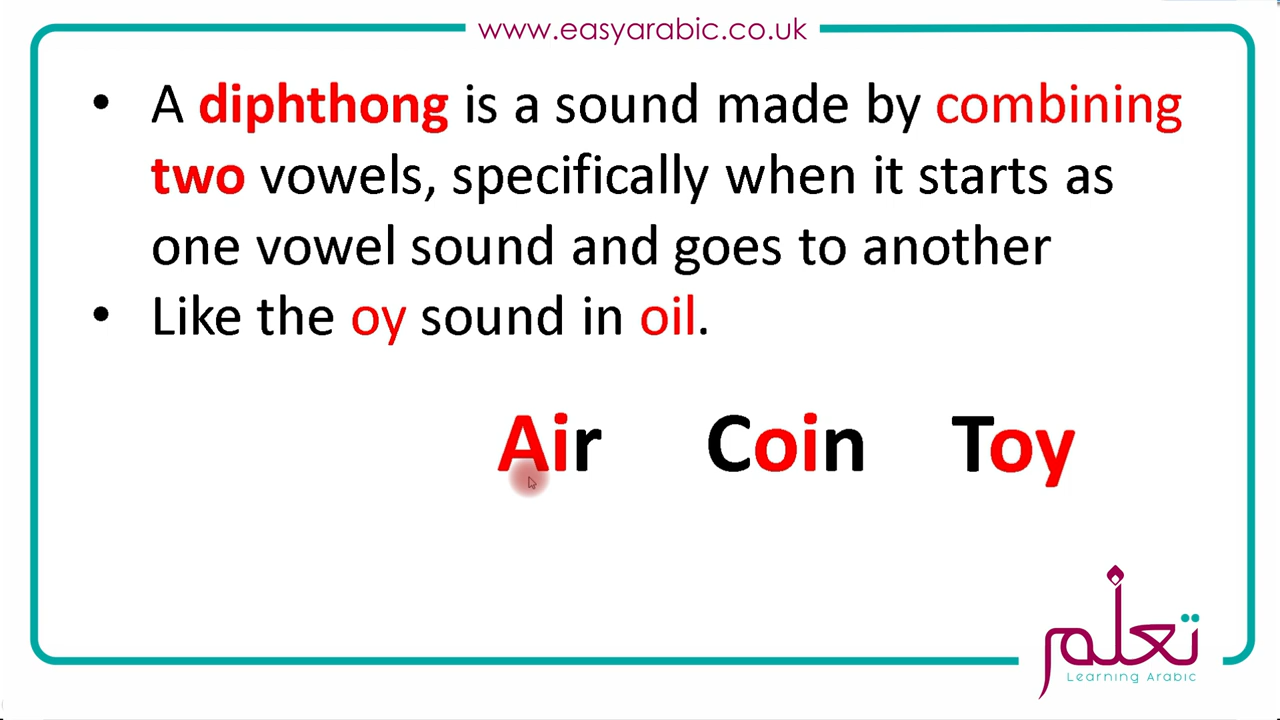 www.easyarabic.co.uk
• A diphthong is a sound made by combining
two vowels, specifically when it starts as
one vowel sound and goes to another
• Like the oy sound in oil.
Air Coin Toy
تعلم
Learning Arabic